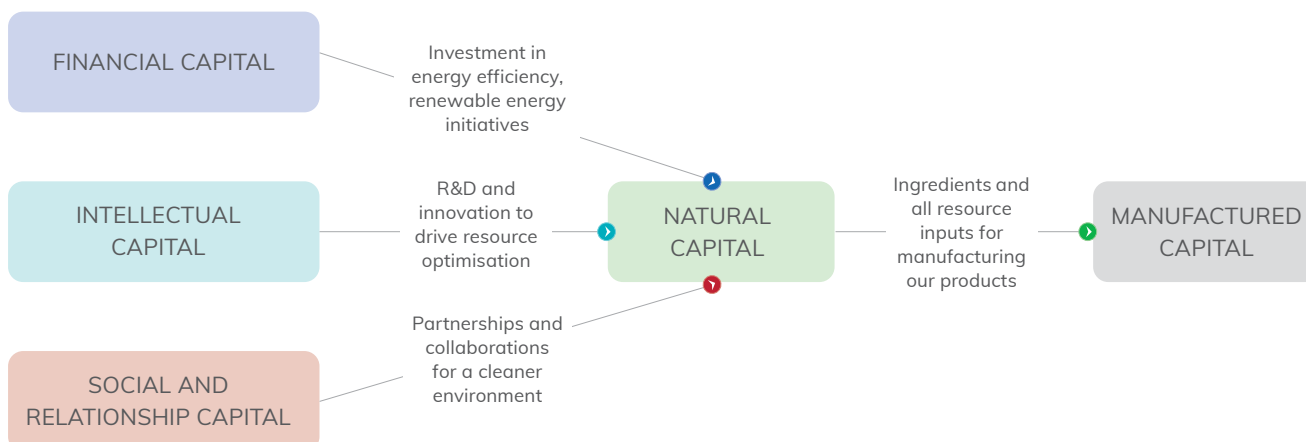 FINANCIAL CAPITAL
Investment in
energy efficiency,
renewable energy
initiatives
INTELLECTUAL
CAPITAL
R&D and
innovation to
drive resource
optimisation
NATURAL
CAPITAL
Ingredients and
all resource
inputs for
manufacturing
our products
MANUFACTURED
CAPITAL
Partnerships and
collaborations
for a cleaner
environment
SOCIAL AND
RELATIONSHIP CAPITAL